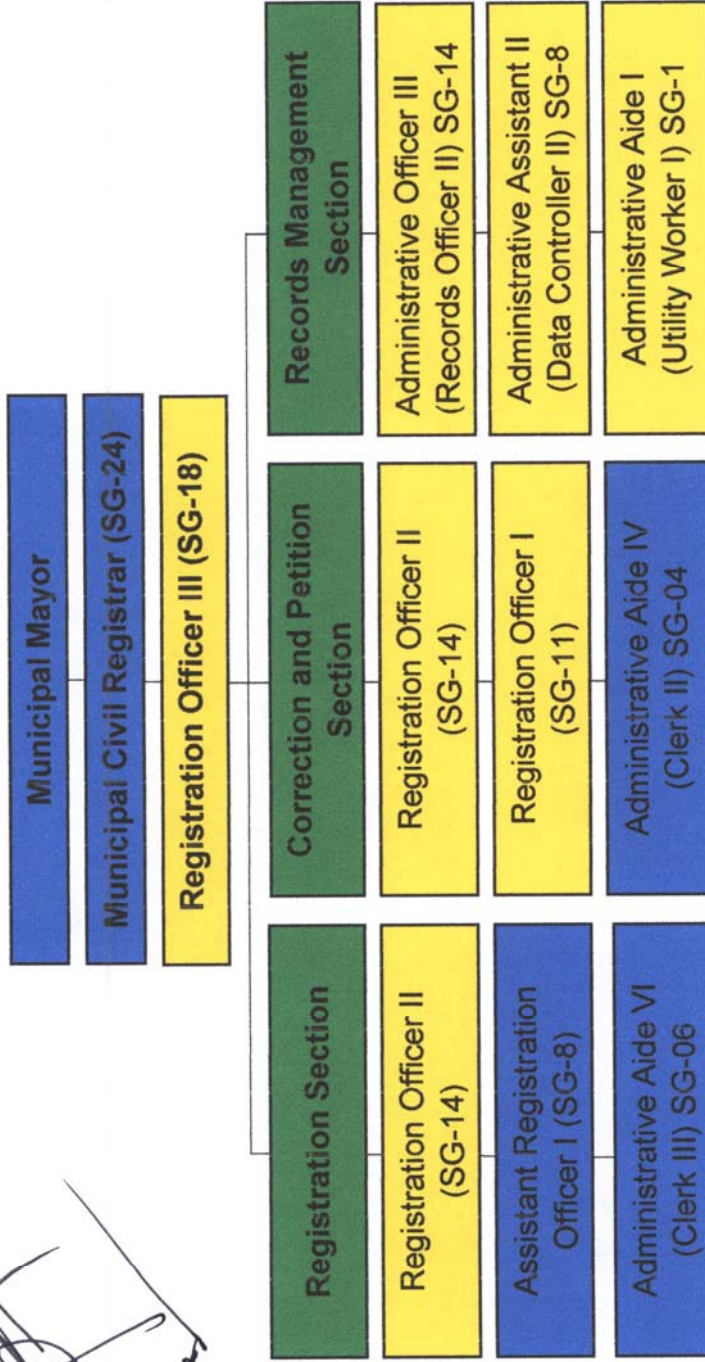 Municipal Mayor
Municipal Civil Registrar (SG-24)
Registration Officer III (SG-18)
Registration Section
Registration Officer II
(SG-14)
Assistant Registration
Officer I (SG-8)
Administrative Aide VI
(Clerk III) SG-06
Correction and Petition
Section
Registration Officer II
(SG-14)
Registration Officer I
(SG-11)
Administrative Aide IV
(Clerk II) SG-04
Records Management
Section
Administrative Officer III
(Records Officer II) SG-14
Administrative Assistant II
(Data Controller II) SG-8
Administrative Aide I
(Utility Worker I) SG-1